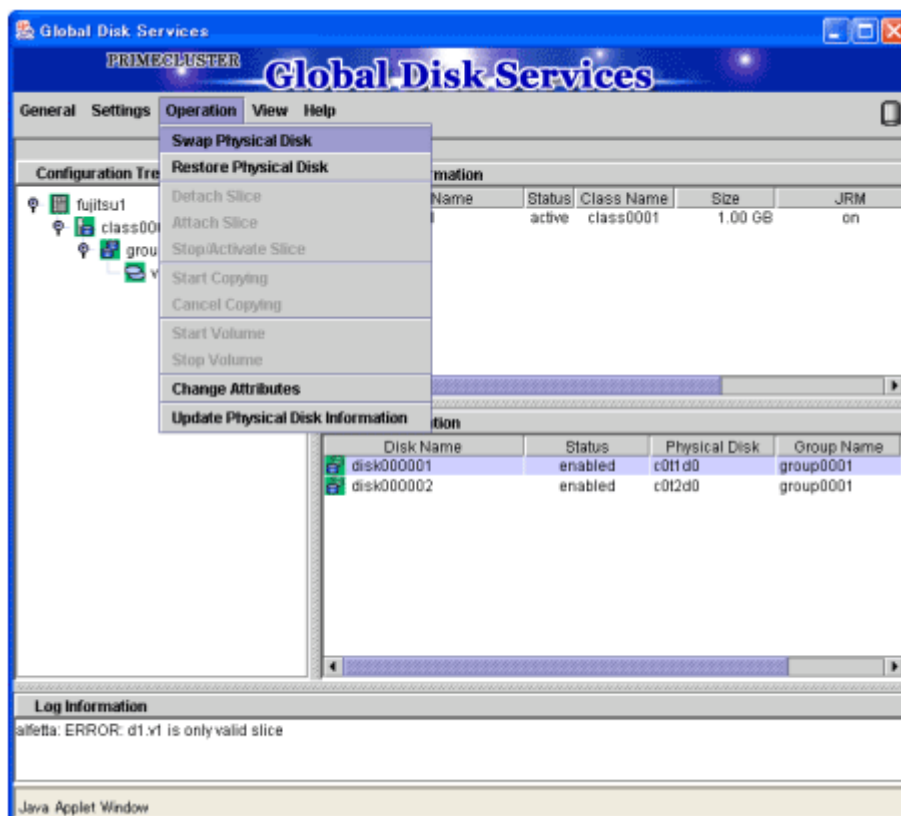 Global Disk Services
PRIMECLUSTER
Global Disk Services
General Settings Operation View Help
Swap Physical Disk
Restore Physical Disk
Detach Slice
Attach Slice
Stop/Activate Slice
Start Copying
Cancel Copying
Start Volume
Stop Volume
Change Attributes
Update Physical Disk Information
Configuration Tre
fujitsu1
class00
grou
v
rmation
Name Status Class Name Size JRM
active class0001 1.00 GB on
tion
Disk Name Status Physical Disk Group Name
disk000001 enabled c0t1d0 group0001
disk000002 enabled c0t2d0 group0001
Log Information
alfetta: ERROR: d1.v1 is only valid slice
Java Applet Window